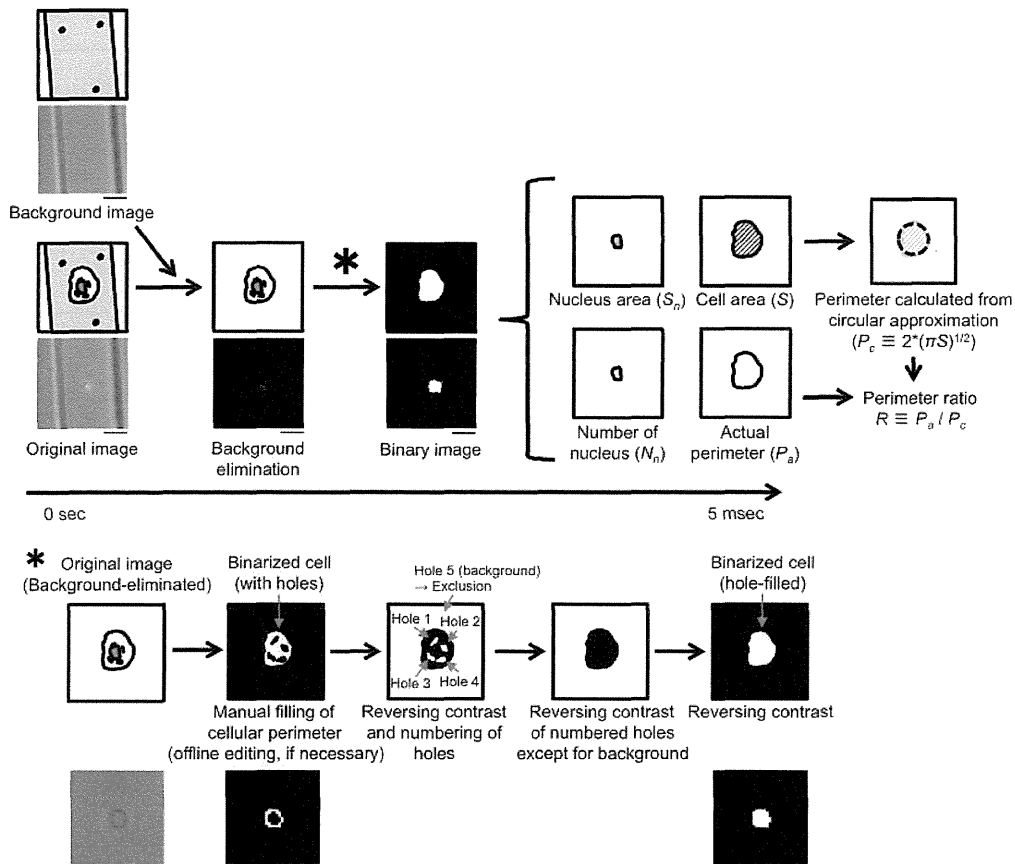 Background image
Original image
Background
elimination
*
Binary image
Nucleus area (Sn)
Cell area (S)
Perimeter calculated from
circular approximation
(Pc ≡ 2*(πS)1/2)
Number of
nucleus (Nn)
Actual
perimeter (Pa)
Perimeter ratio
R ≡ Pa / Pc
0 sec
5 msec
* Original image
(Background-eliminated)
Binarized cell
(with holes)
Hole 5 (background)
→ Exclusion
Hole 1
Hole 2
Hole 3
Hole 4
Binarized cell
(hole-filled)
Manual filling of
cellular perimeter
(offline editing, if necessary)
Reversing contrast
and numbering of
holes
Reversing contrast
of numbered holes
except for background
Reversing contrast